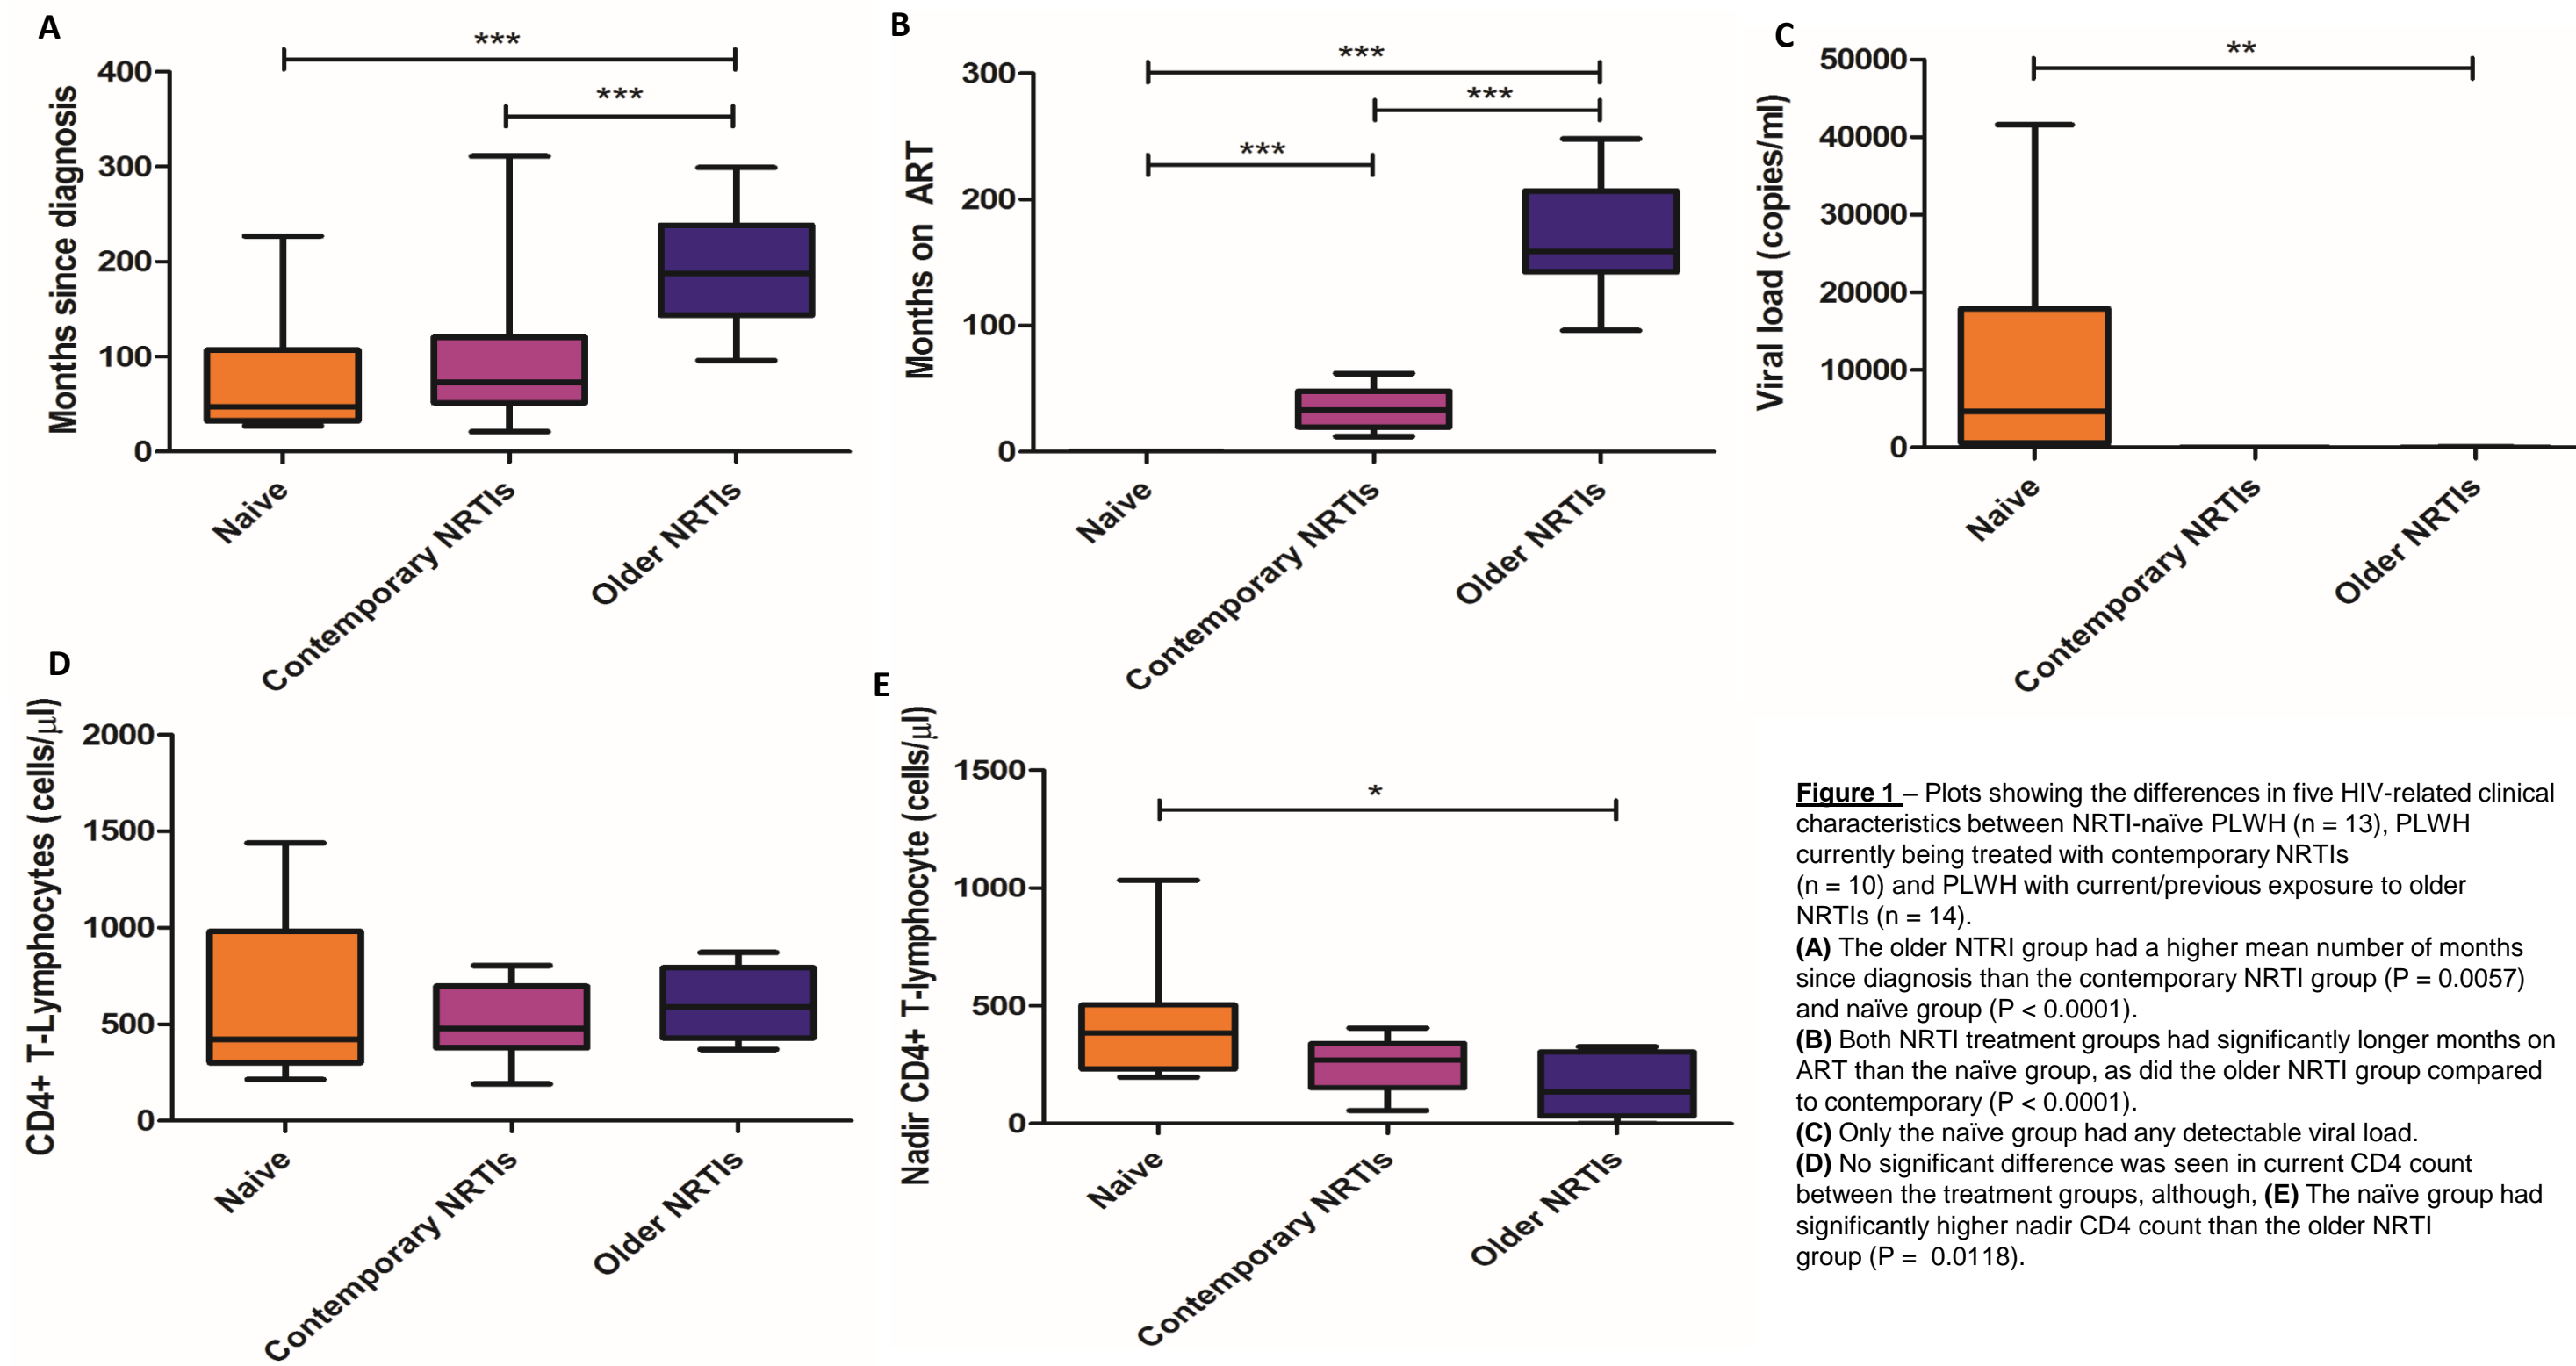 A
***
***
400
300
200
100
0
Months since diagnosis
Naive
Contemporary NRTIs
Older NRTIs
B
***
***
***
300
200
100
0
Months on ART
Naive
Contemporary NRTIs
Older NRTIs
C
**
50000
40000
30000
20000
10000
0
Viral load (copies/ml)
Naive
Contemporary NRTIs
Older NRTIs
D
2000
1500
1000
500
0
CD4+ T-Lymphocytes (cells/µl)
Naive
Contemporary NRTIs
Older NRTIs
E
*
1500
1000
500
0
Nadir CD4+ T-lymphocyte (cells/µl)
Naive
Contemporary NRTIs
Older NRTIs
Figure 1 – Plots showing the differences in five HIV-related clinical
characteristics between NRTI-naïve PLWH (n = 13), PLWH
currently being treated with contemporary NRTIs
(n = 10) and PLWH with current/previous exposure to older
NRTIs (n = 14).
(A) The older NTRI group had a higher mean number of months
since diagnosis than the contemporary NRTI group (P = 0.0057)
and naïve group (P < 0.0001).
(B) Both NRTI treatment groups had significantly longer months on
ART than the naïve group, as did the older NRTI group compared
to contemporary (P < 0.0001).
(C) Only the naïve group had any detectable viral load.
(D) No significant difference was seen in current CD4 count
between the treatment groups, although, (E) The naïve group had
significantly higher nadir CD4 count than the older NRTI
group (P = 0.0118).